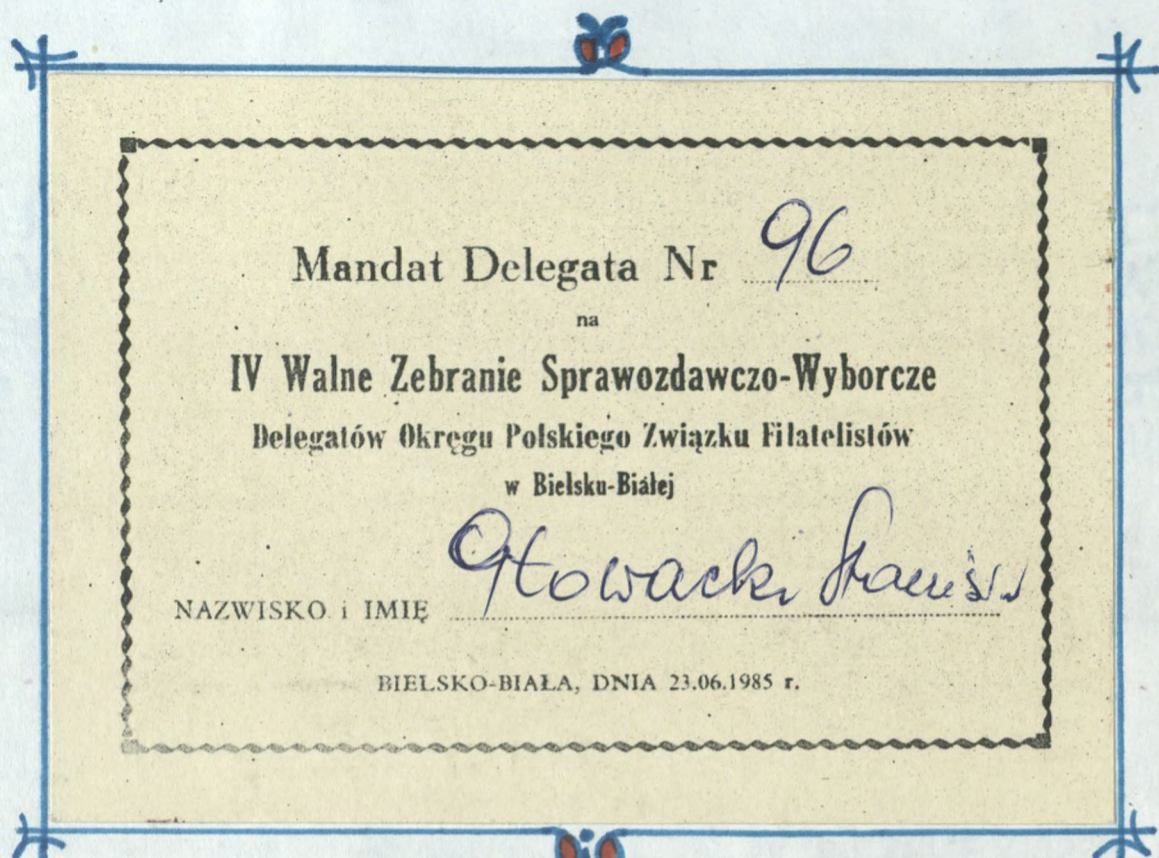 Mandat Delegata Nr 96
na
IV Walne Zebranie Sprawozdawczo-Wyborcze
Delegatów Okręgu Polskiego Związku Filatelistów
w Bielsku-Białej
NAZWISKO i IMIĘ Głowacki
BIELSKO-BIAŁA, DNIA 23.06.1985 r.